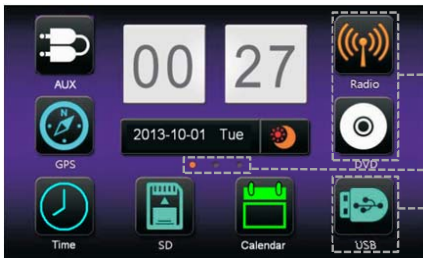 00 27
AUX
Radio
2013-10-01 Tue
GPS
DVD
Time
SD
Calendar
USB